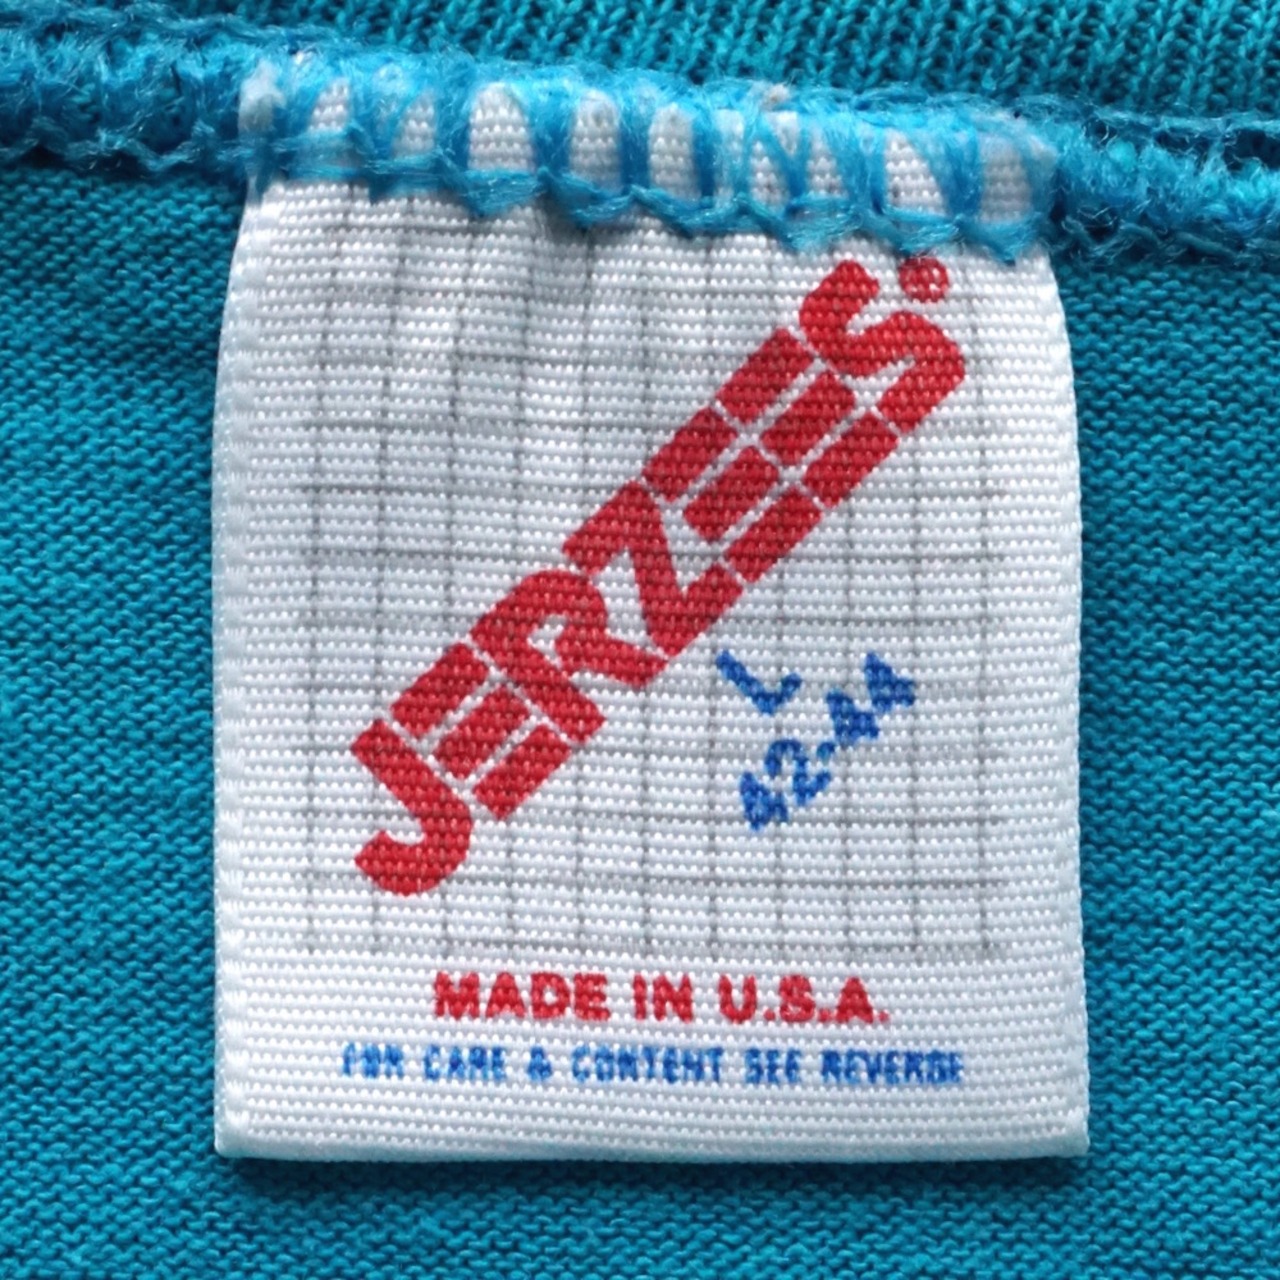 JERZEES®
L
42-44
MADE IN U.S.A.
FOR CARE & CONTENT SEE REVERSE